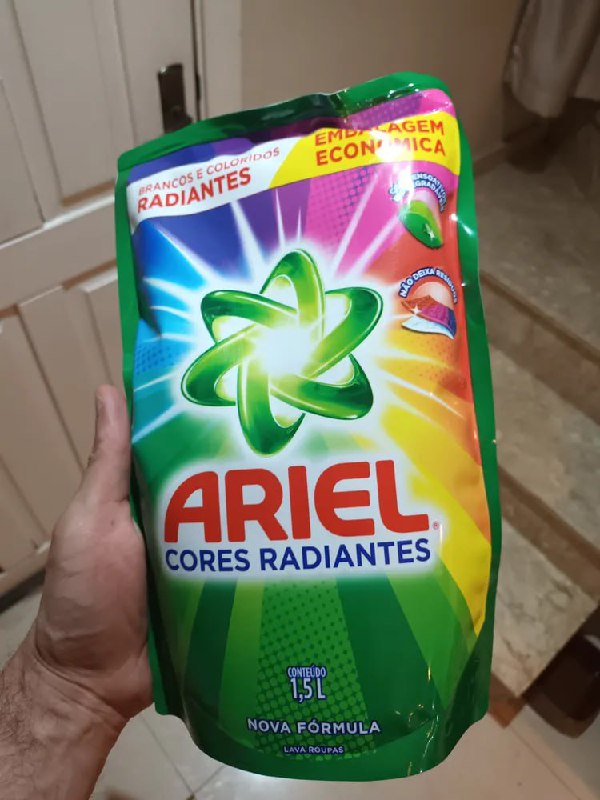 BRANCOS E COLORIDOS
RADIANTES
EMBALAGEM
ECONÔMICA
NÃO DEIXA RESÍDUOS
ARIEL®
CORES RADIANTES
CONTEÚDO
1,5 L
NOVA FÓRMULA
LAVA ROUPAS